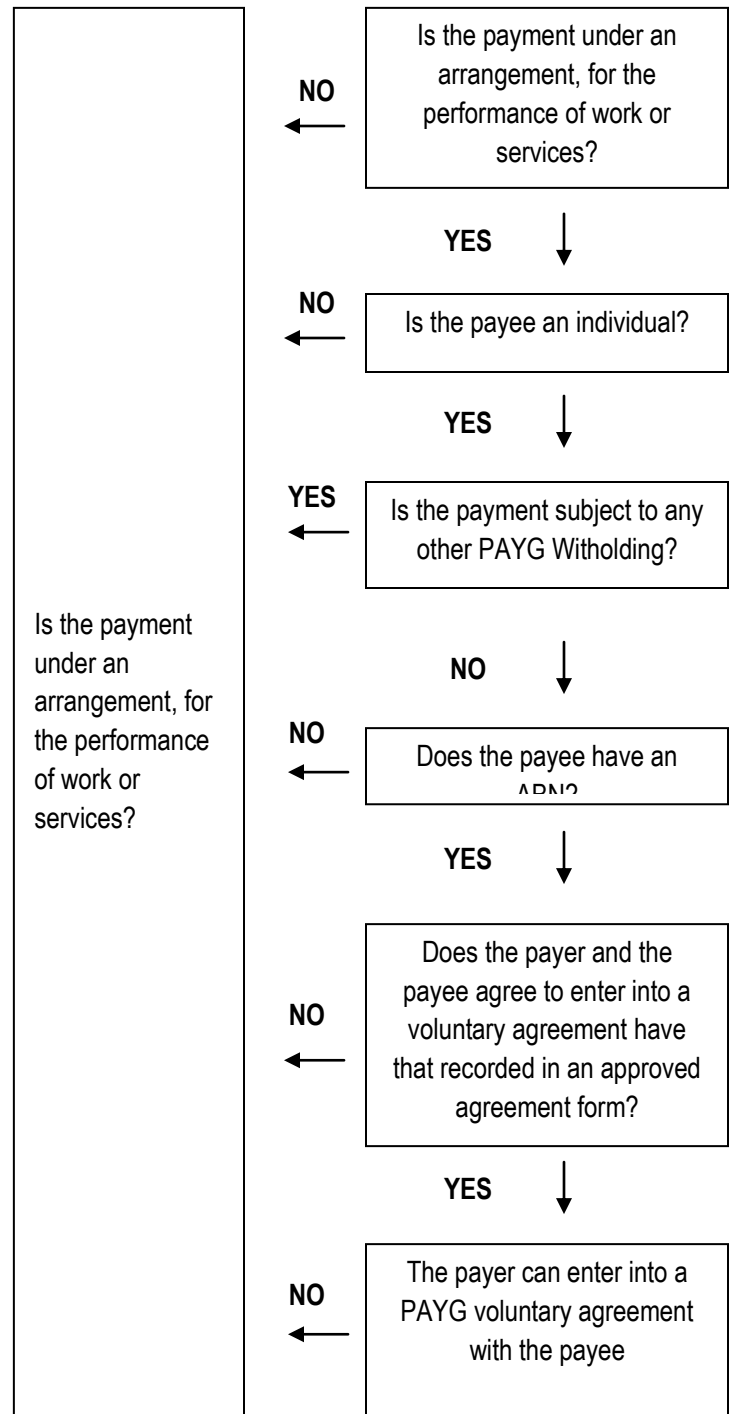 Is the payment under an
arrangement, for the
performance of work or
services?
NO
YES
NO
Is the payee an individual?
YES
YES
Is the payment subject to any
other PAYG Witholding?
Is the payment
under an
arrangement, for
the performance
of work or
services?
NO
NO
Does the payee have an
ABN?
YES
Does the payer and the
payee agree to enter into a
voluntary agreement have
that recorded in an approved
agreement form?
NO
YES
The payer can enter into a
PAYG voluntary agreement
with the payee
NO